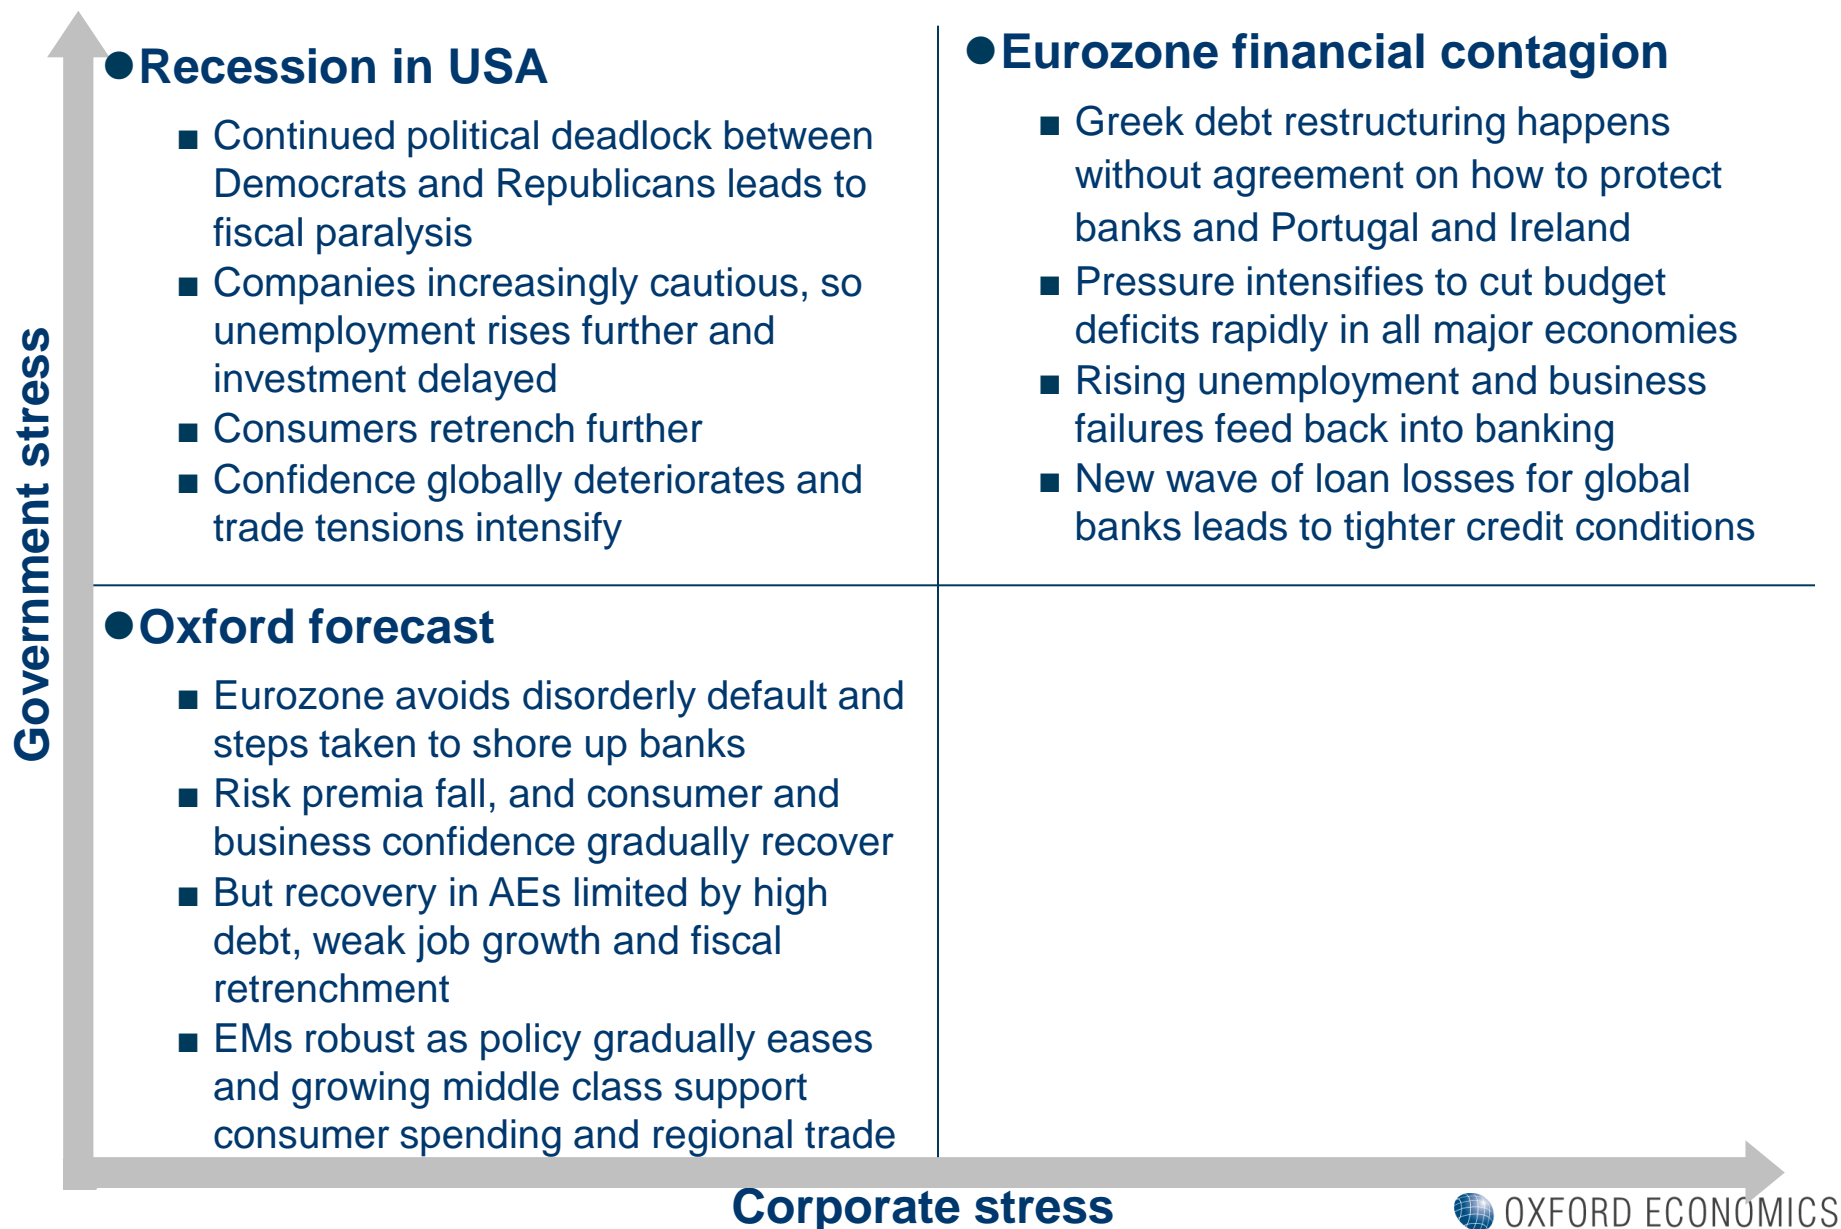 ● Recession in USA
■ Continued political deadlock between
Democrats and Republicans leads to
fiscal paralysis
■ Companies increasingly cautious, so
unemployment rises further and
investment delayed
■ Consumers retrench further
■ Confidence globally deteriorates and
trade tensions intensify
● Eurozone financial contagion
■ Greek debt restructuring happens
without agreement on how to protect
banks and Portugal and Ireland
■ Pressure intensifies to cut budget
deficits rapidly in all major economies
■ Rising unemployment and business
failures feed back into banking
■ New wave of loan losses for global
banks leads to tighter credit conditions
Government stress
● Oxford forecast
■ Eurozone avoids disorderly default and
steps taken to shore up banks
■ Risk premia fall, and consumer and
business confidence gradually recover
■ But recovery in AEs limited by high
debt, weak job growth and fiscal
retrenchment
■ EMs robust as policy gradually eases
and growing middle class support
consumer spending and regional trade
Corporate stress
OXFORD ECONOMICS